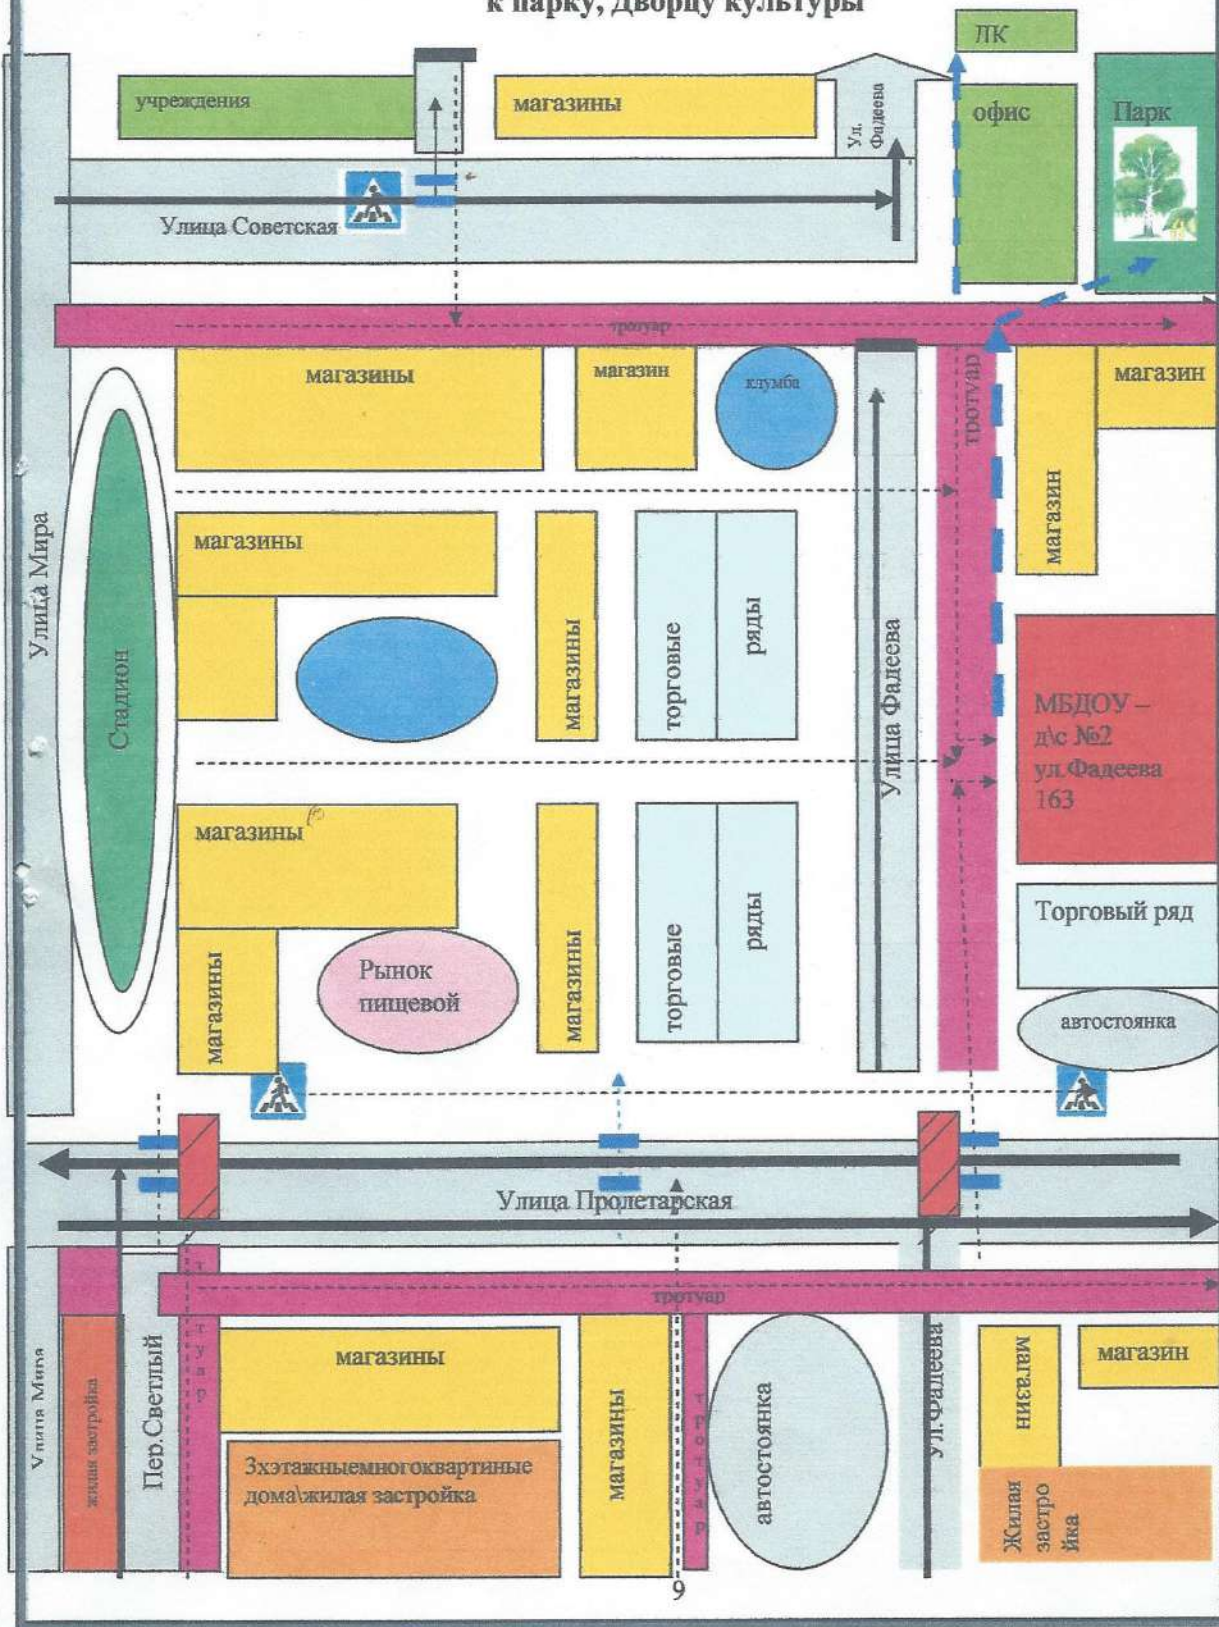 к парку, Дворцу культуры
ДК
учреждения
магазины
Ул. Фадеева
офис
Парк
Улица Советская
тротуар
магазины
магазин
клумба
тротуар
магазин
магазин
Улица Мира
Стадион
магазины
магазины
торговые
ряды
Улица Фадеева
МБДОУ –
д\с №2
ул.Фадеева
163
магазины
магазины
Рынок
пищевой
магазины
торговые
ряды
Торговый ряд
автостоянка
Улица Пролетарская
тротуар
Улица Мира
жилая застройка
Пер.Светлый
тротуар
магазины
3хэтажныемногоквартиные
дома\жилая застройка
магазины
тротуар
автостоянка
Ул.Фадеева
магазин
магазин
Жилая
застро
йка
9